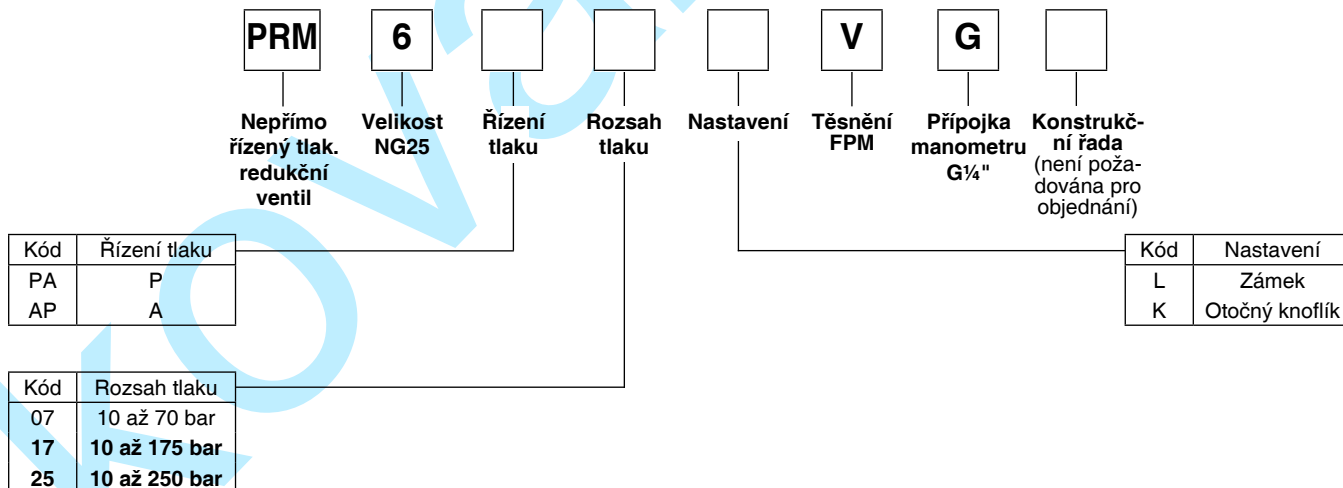 PRM 6 V G
Nepřímo
řízený tlak.
redukční
ventil
Velikost
NG25
Řízení
tlaku
Rozsah
tlaku
Nastavení
Těsnění
FPM
Přípojka
manometru
G¼"
Konstrukč-
ní řada
(není poža-
dována pro
objednání)
Kód Řízení tlaku
PA P
AP A
Kód Nastavení
L Zámek
K Otočný knoflík
Kód Rozsah tlaku
07 10 až 70 bar
17 10 až 175 bar
25 10 až 250 bar